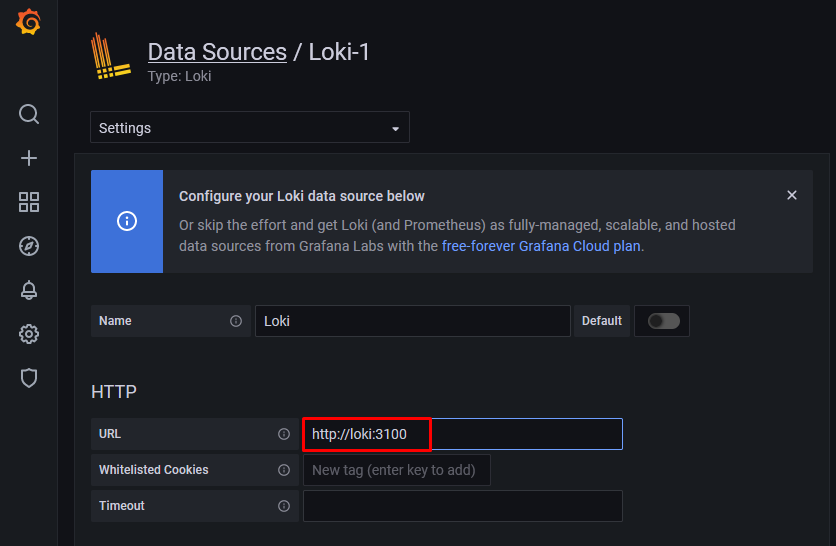 Data Sources / Loki-1
Type: Loki
Settings
Configure your Loki data source below
Or skip the effort and get Loki (and Prometheus) as fully-managed, scalable, and hosted
data sources from Grafana Labs with the free-forever Grafana Cloud plan.
Name Loki Default
HTTP
URL http://loki:3100
Whitelisted Cookies New tag (enter key to add)
Timeout